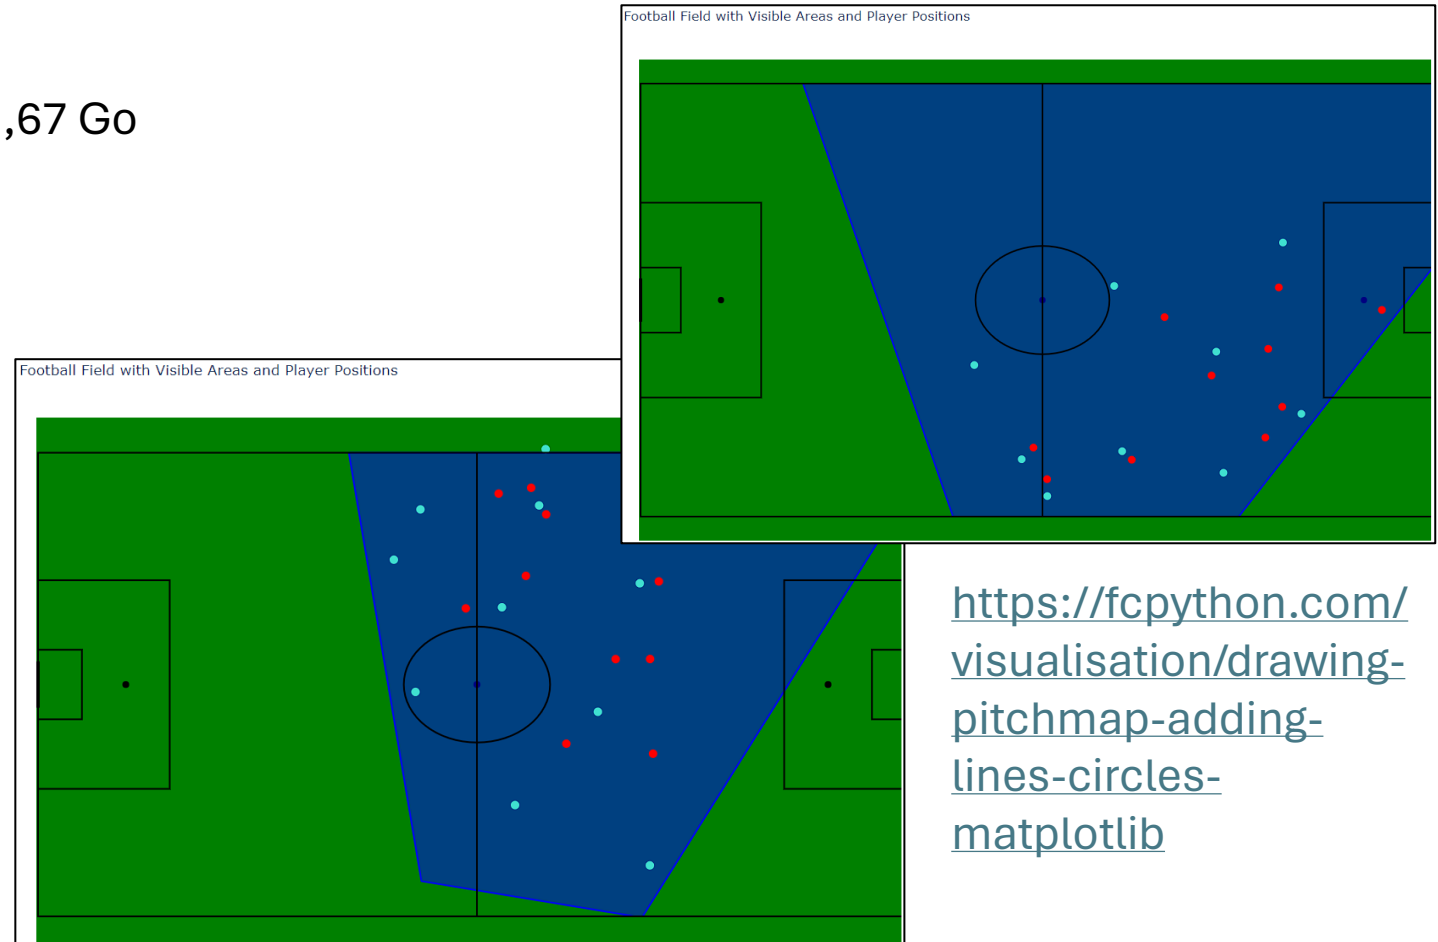 Football Field with Visible Areas and Player Positions
,67 Go
Football Field with Visible Areas and Player Positions
https://fcpython.com/
visualisation/drawing-
pitchmap-adding-
lines-circles-
matplotlib